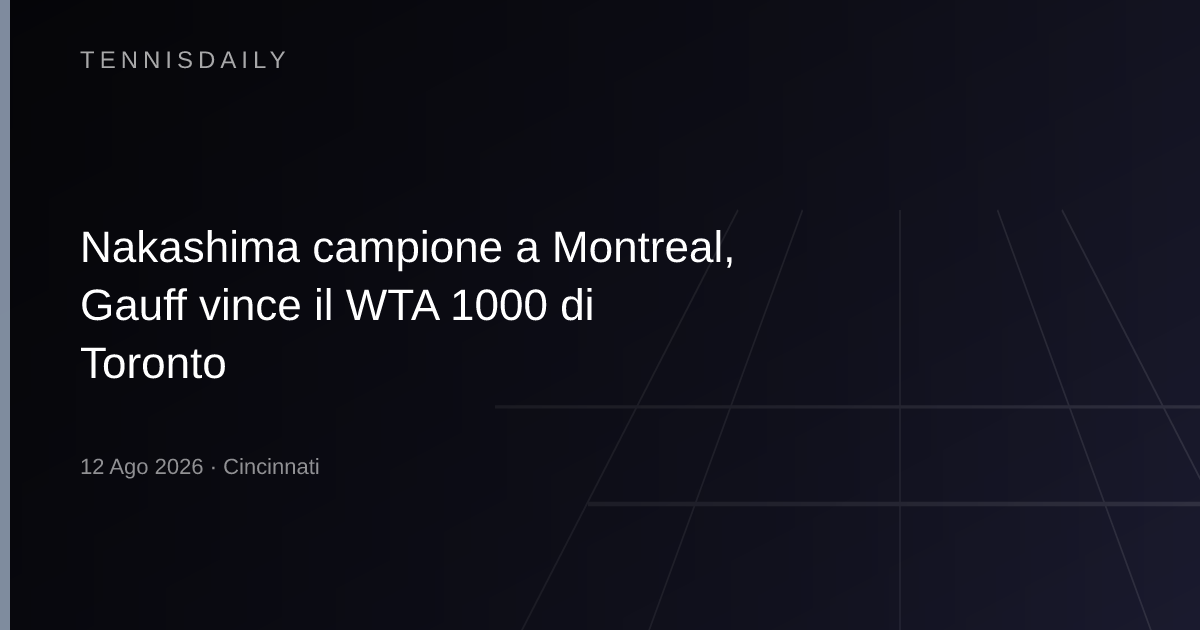 TENNISDAILY
Nakashima campione a Montreal,
Gauff vince il WTA 1000 di
Toronto
12 Ago 2026 · Cincinnati